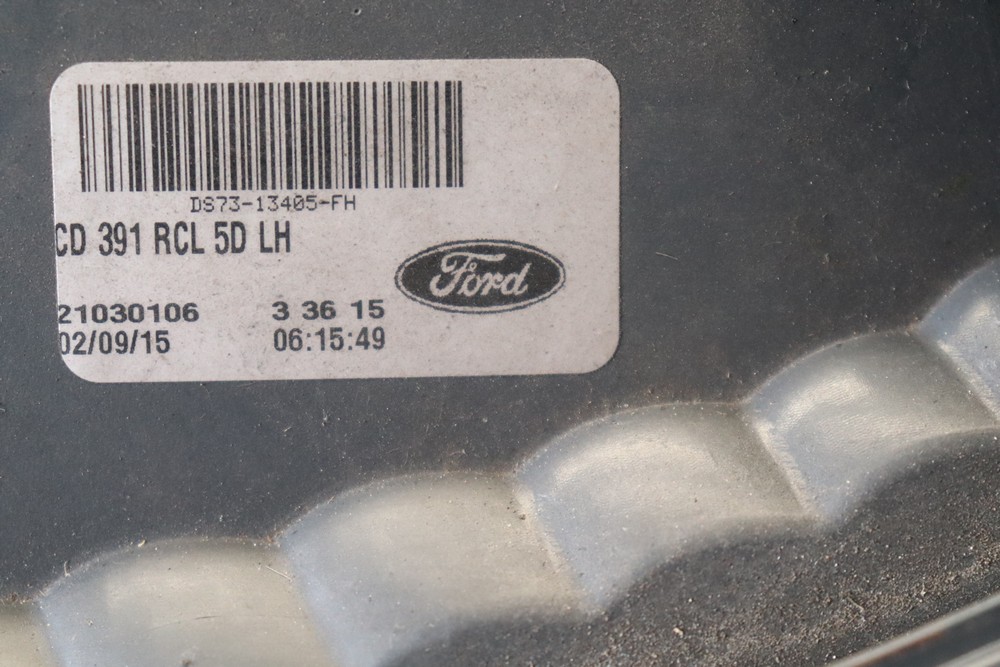 DS73-13405-FH
CD 391 RCL 5D LH
Ford
21030106 3 36 15
02/09/15 06:15:49